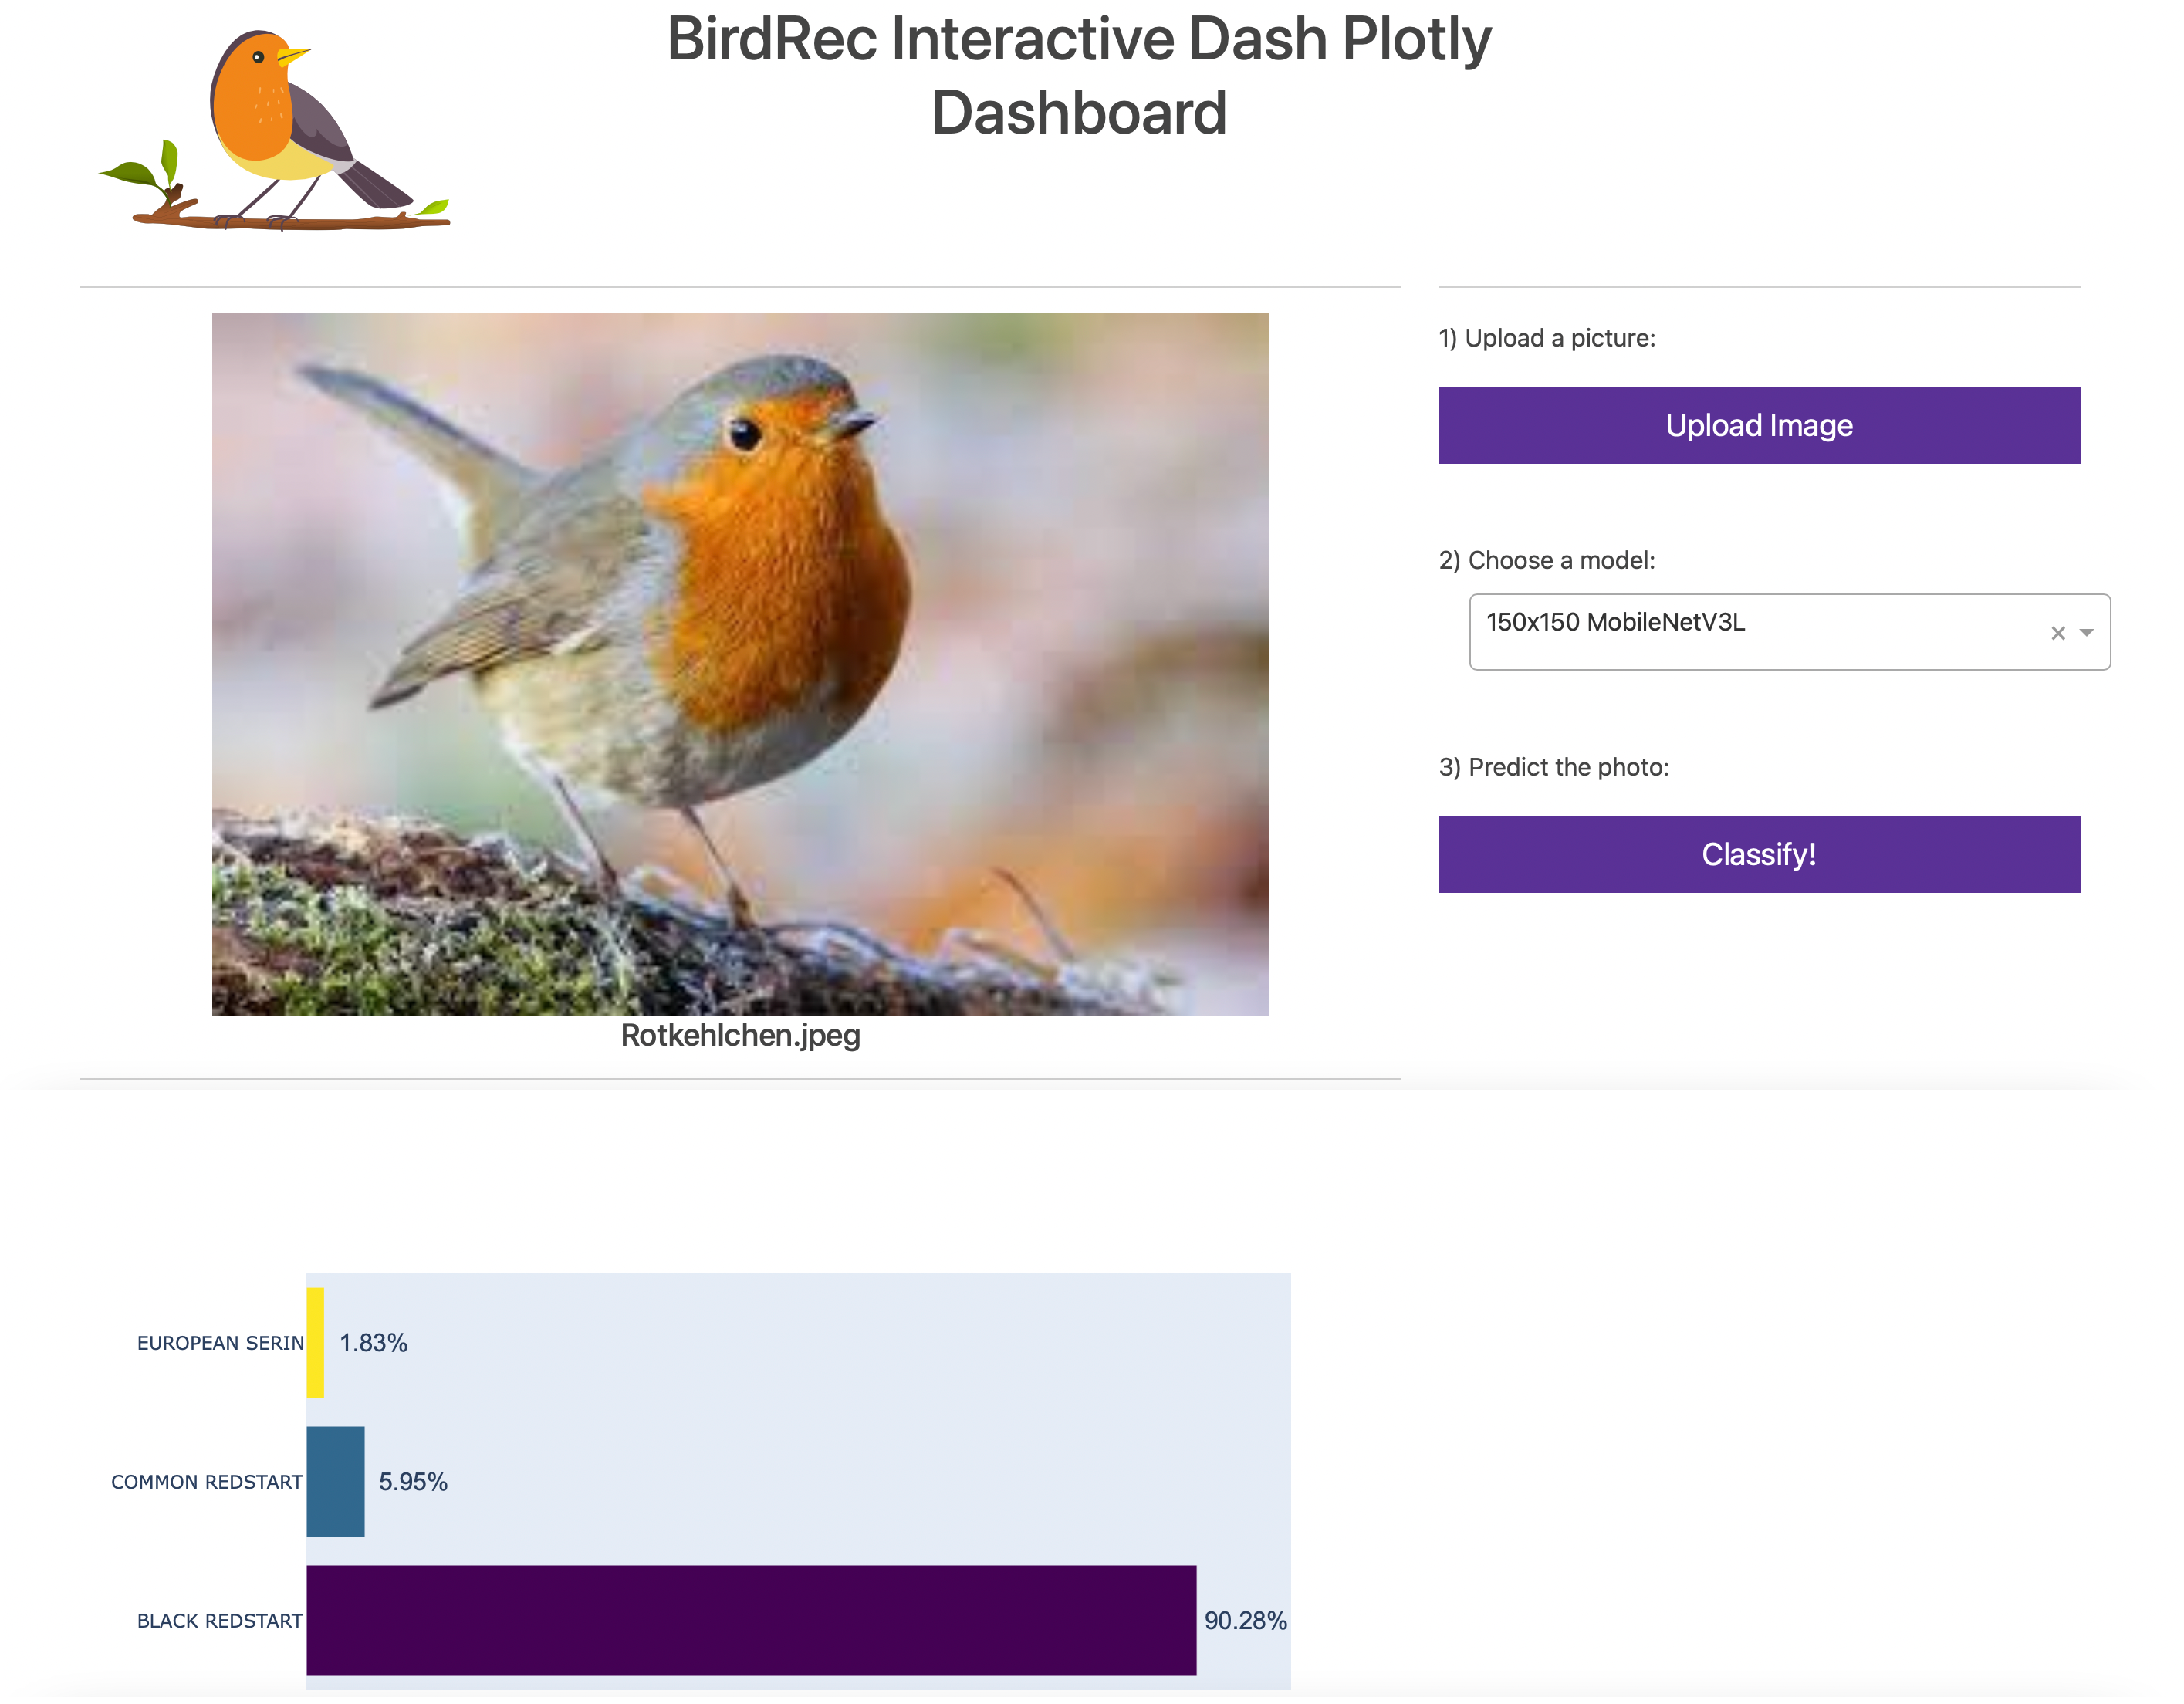 BirdRec Interactive Dash Plotly
Dashboard
1) Upload a picture:
Upload Image
2) Choose a model:
150x150 MobileNetV3L
3) Predict the photo:
Classify!
Rotkehlchen.jpeg
EUROPEAN SERIN 1.83%
COMMON REDSTART 5.95%
BLACK REDSTART 90.28%